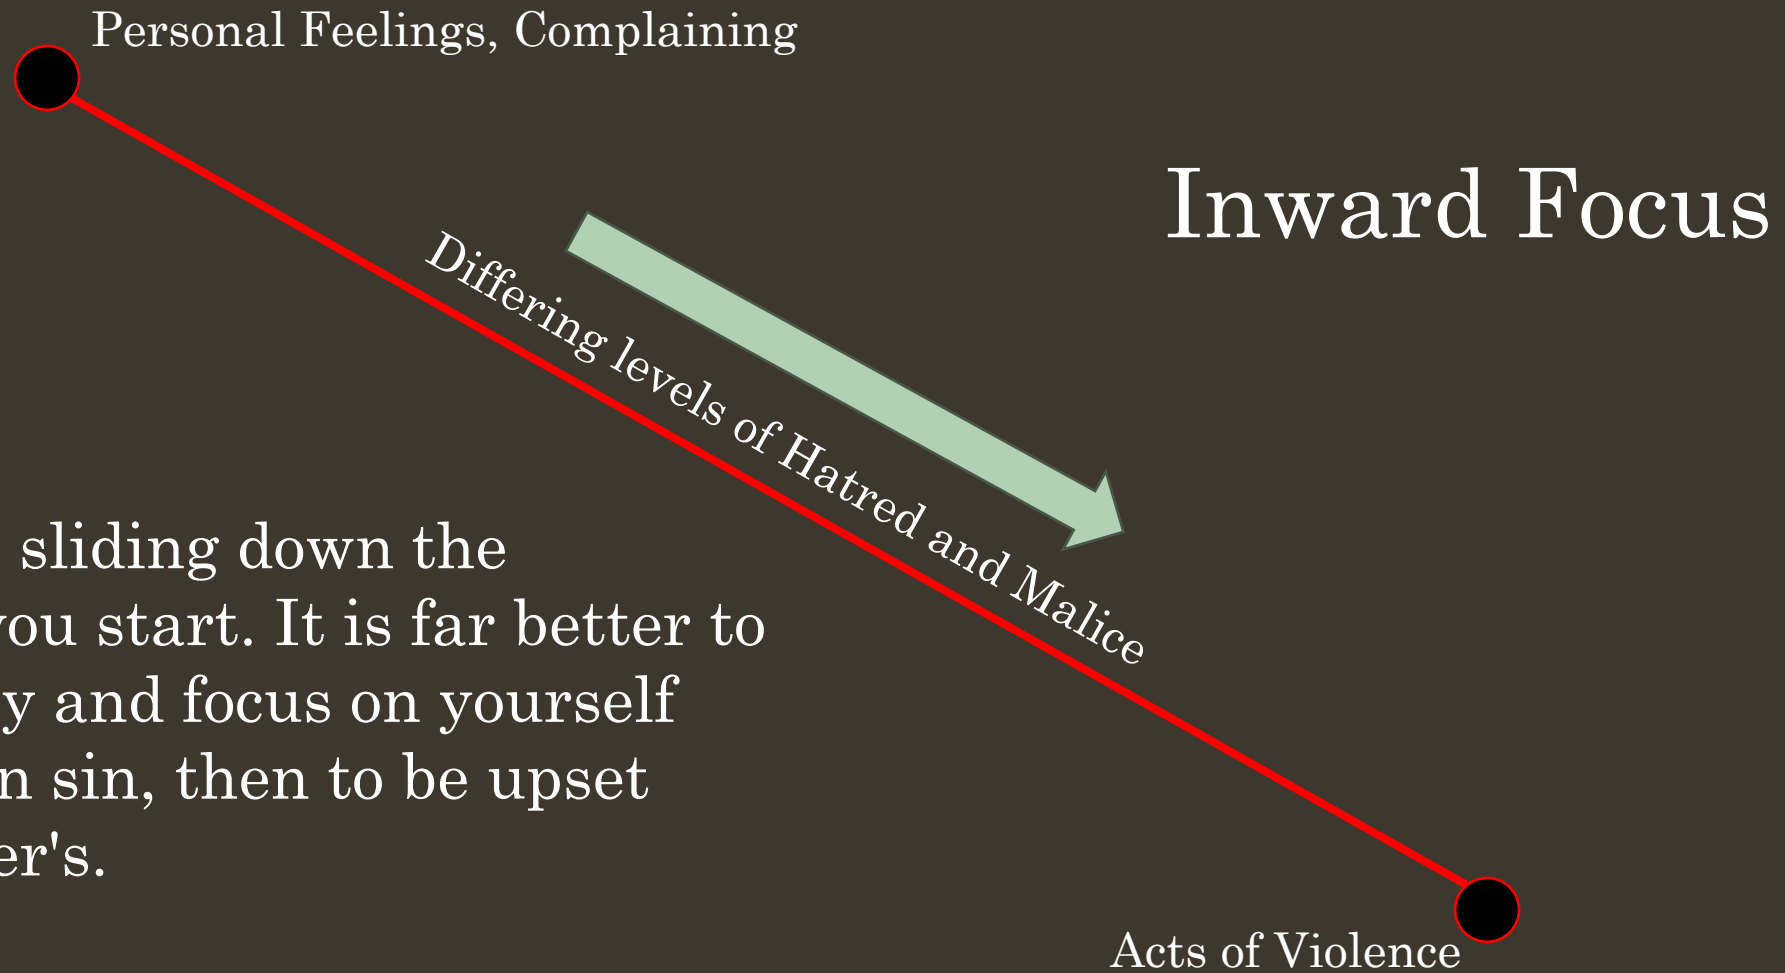 Personal Feelings, Complaining
Inward Focus
Differing levels of Hatred and Malice
sliding down the
you start. It is far better to
y and focus on yourself
n sin, then to be upset
er's.
Acts of Violence